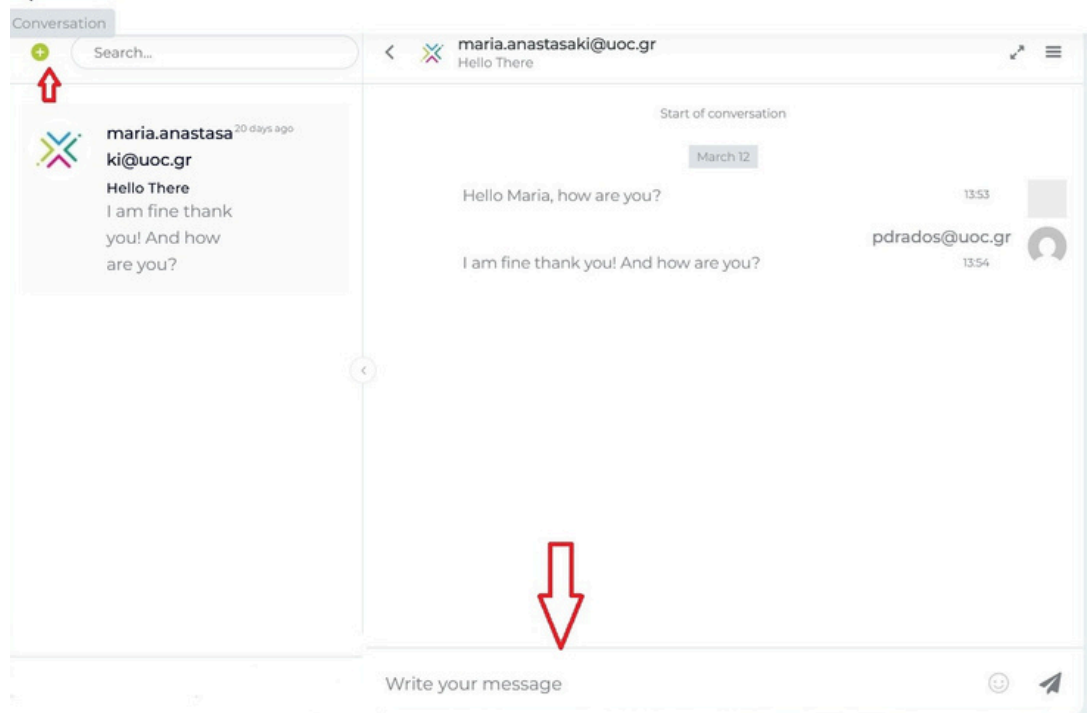 Conversation
Search...
maria.anastasa 20 days ago
ki@uoc.gr
Hello There
I am fine thank
you! And how
are you?
maria.anastasaki@uoc.gr
Hello There
Start of conversation
March 12
Hello Maria, how are you? 13:53
pdrados@uoc.gr
I am fine thank you! And how are you? 13:54
Write your message